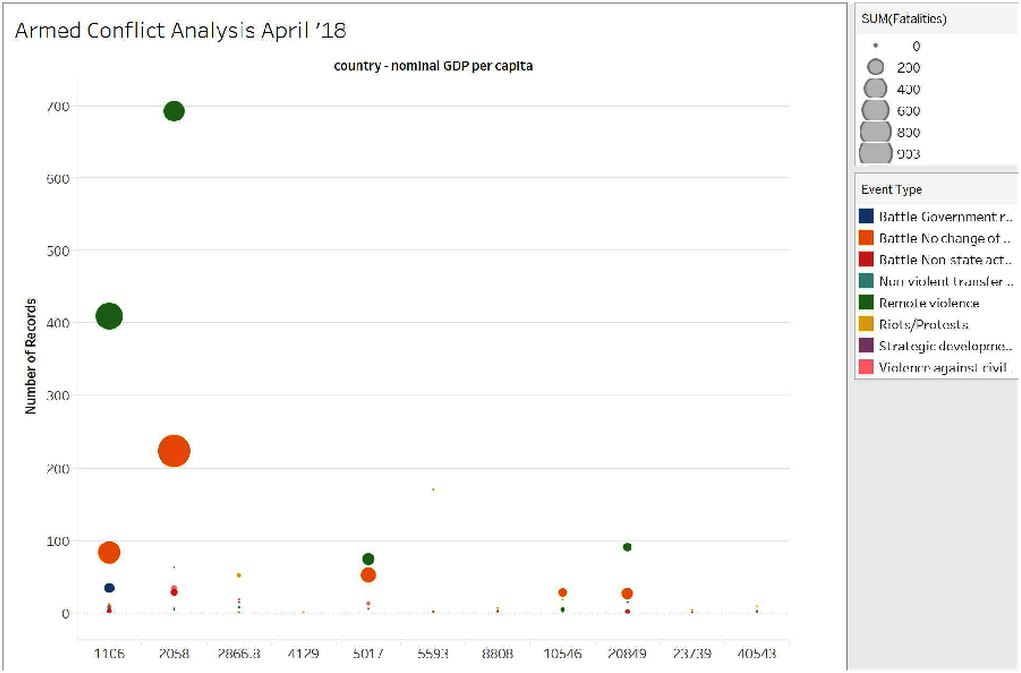 Armed Conflict Analysis April '18
country - nominal GDP per capita
Number of Records
700
600
500
400
300
200
100
0
1106
2058
2866.8
4129
5017
5593
8808
10546
20849
23739
40543
SUM(Fatalities)
0
200
400
600
800
903
Event Type
Battle-Government r..
Battle-No change of ..
Battle-Non-state act..
Non-violent transfer ..
Remote violence
Riots/Protests
Strategic developme..
Violence against civil..